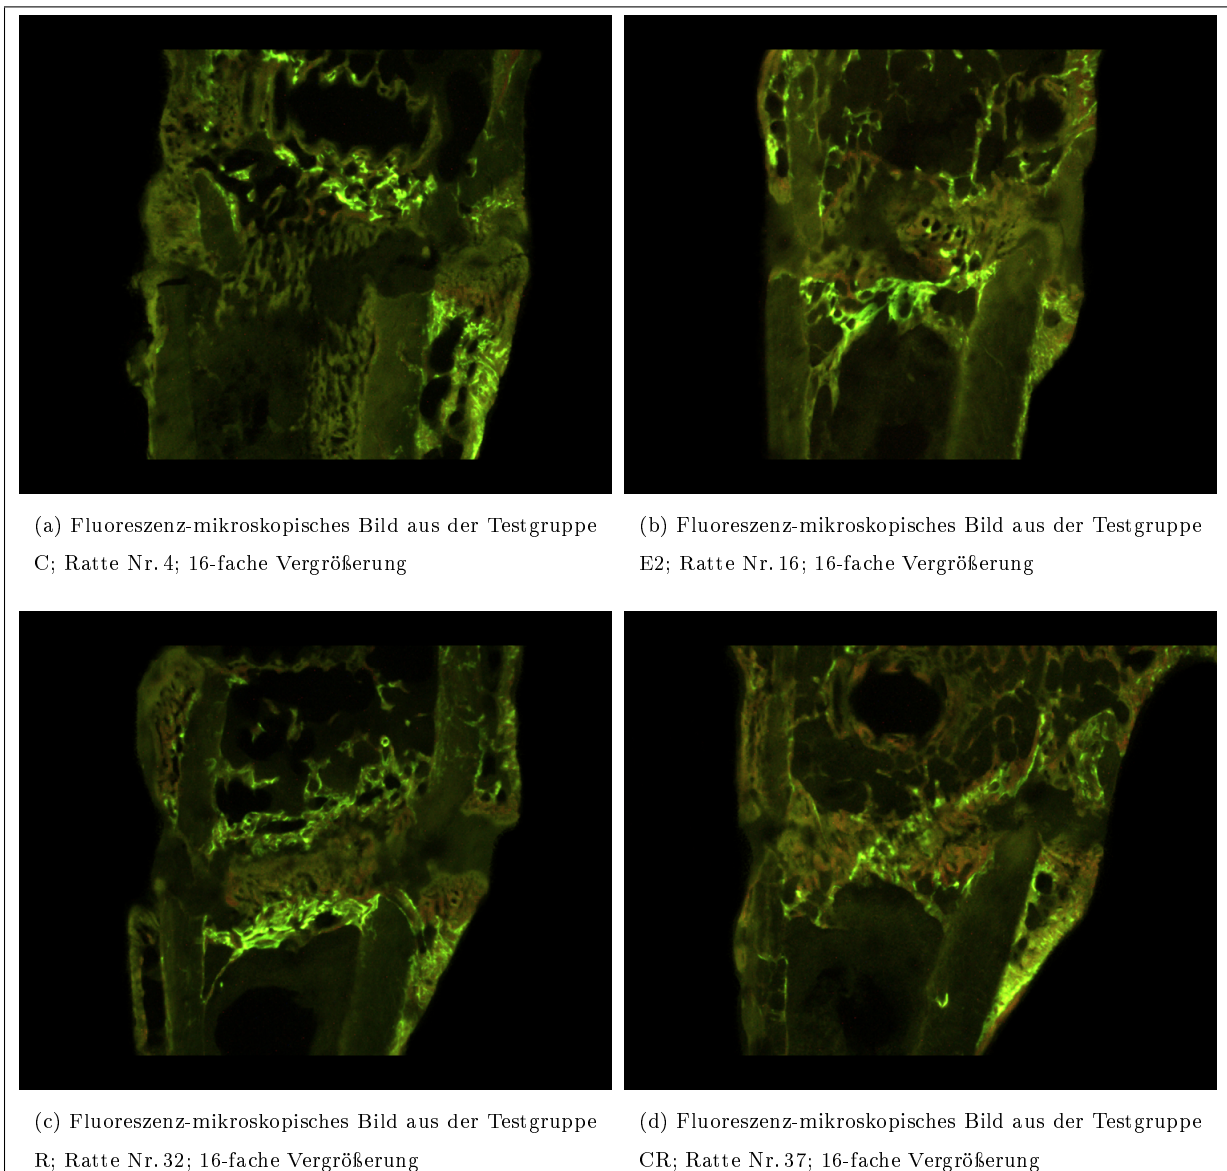 (a) Fluoreszenz-mikroskopisches Bild aus der Testgruppe
C; Ratte Nr. 4; 16-fache Vergrößerung
(b) Fluoreszenz-mikroskopisches Bild aus der Testgruppe
E2; Ratte Nr. 16; 16-fache Vergrößerung
(c) Fluoreszenz-mikroskopisches Bild aus der Testgruppe
R; Ratte Nr. 32; 16-fache Vergrößerung
(d) Fluoreszenz-mikroskopisches Bild aus der Testgruppe
CR; Ratte Nr. 37; 16-fache Vergrößerung